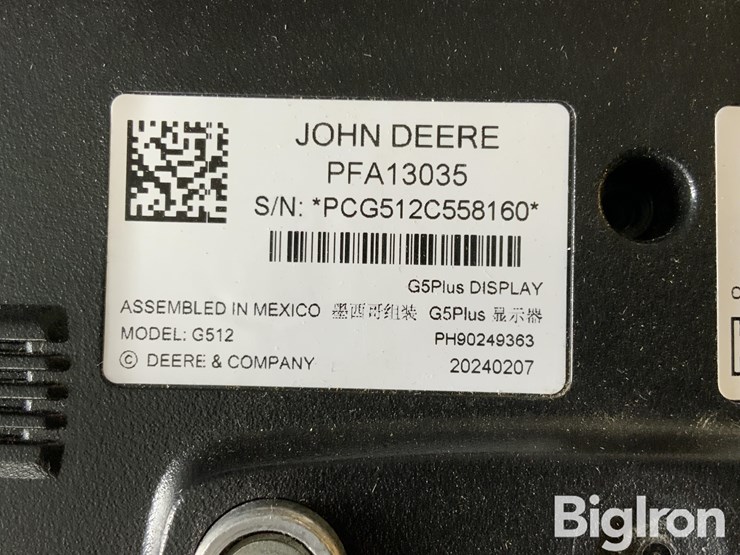 JOHN DEERE
PFA13035
S/N: *PCG512C558160*
G5Plus DISPLAY
ASSEMBLED IN MEXICO 墨西哥组装 G5Plus 显示器
MODEL: G512 PH90249363
© DEERE & COMPANY 20240207
BigIron